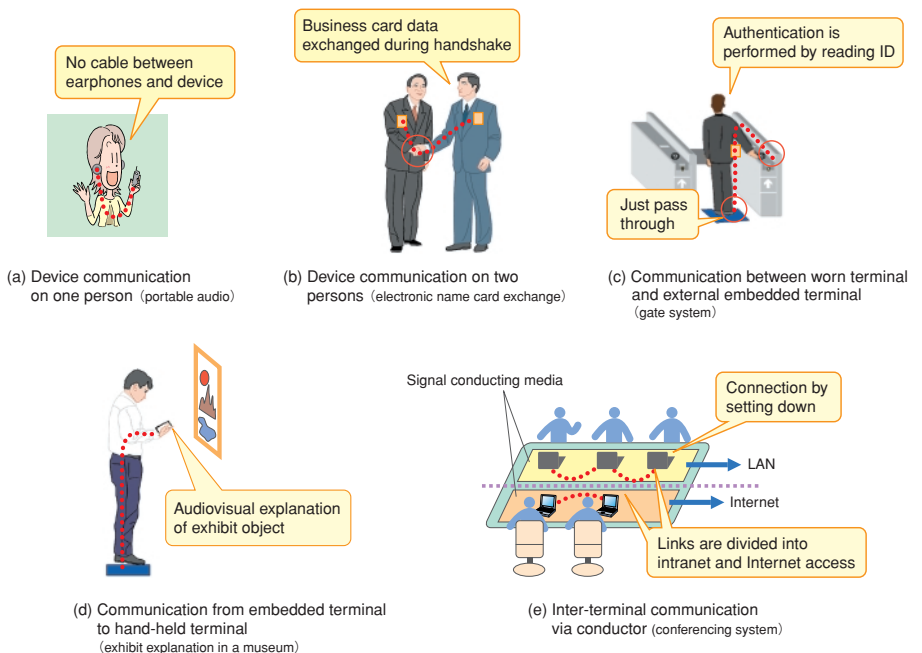 No cable between
earphones and device
(a) Device communication
on one person (portable audio)
Business card data
exchanged during handshake
(b) Device communication on two
persons (electronic name card exchange)
Authentication is
performed by reading ID
Just pass
through
(c) Communication between worn terminal
and external embedded terminal
(gate system)
Audiovisual explanation
of exhibit object
(d) Communication from embedded terminal
to hand-held terminal
(exhibit explanation in a museum)
Signal conducting media
Connection by
setting down
LAN
Internet
Links are divided into
intranet and Internet access
(e) Inter-terminal communication
via conductor (conferencing system)